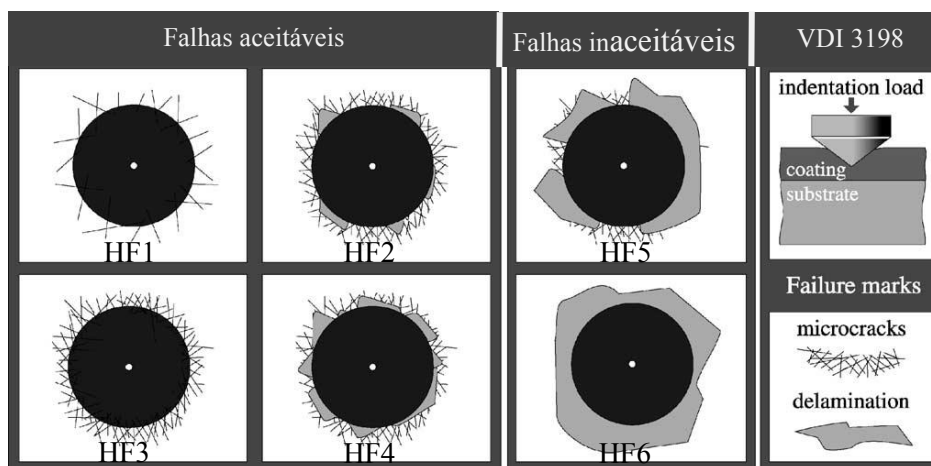 Falhas aceitáveis
Falhas inaceitáveis
VDI 3198
HF1
HF2
HF5
indentation load
coating
substrate
HF3
HF4
HF6
Failure marks
microcracks
delamination